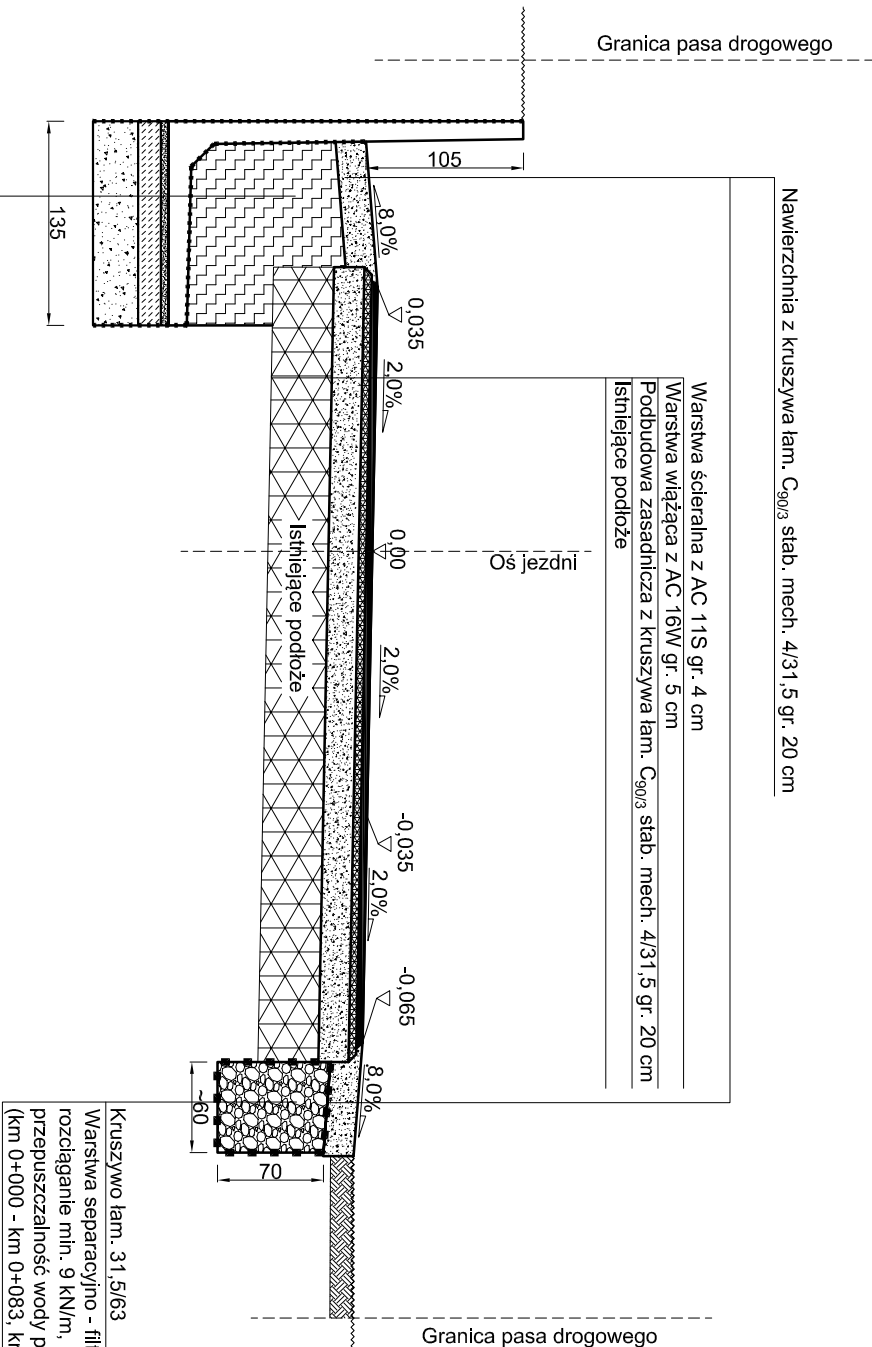 Granica pasa drogowego
Nawierzchnia z kruszywa łam. C90/3 stab. mech. 4/31,5 gr. 20 cm
Warstwa ścieralna z AC 11S gr. 4 cm
Warstwa wiążąca z AC 16W gr. 5 cm
Podbudowa zasadnicza z kruszywa łam. C90/3 stab. mech. 4/31,5 gr. 20 cm
Istniejące podłoże
105
8,0%
0,035
2,0%
0,00
Oś jezdni
2,0%
-0,035
2,0%
-0,065
8,0%
Istniejące podłoże
135
~60
70
Kruszywo łam. 31,5/63
Warstwa separacyjno - filt
rozciąganie min. 9 kN/m,
przepuszczalność wody p
(km 0+000 - km 0+083, km
Granica pasa drogowego